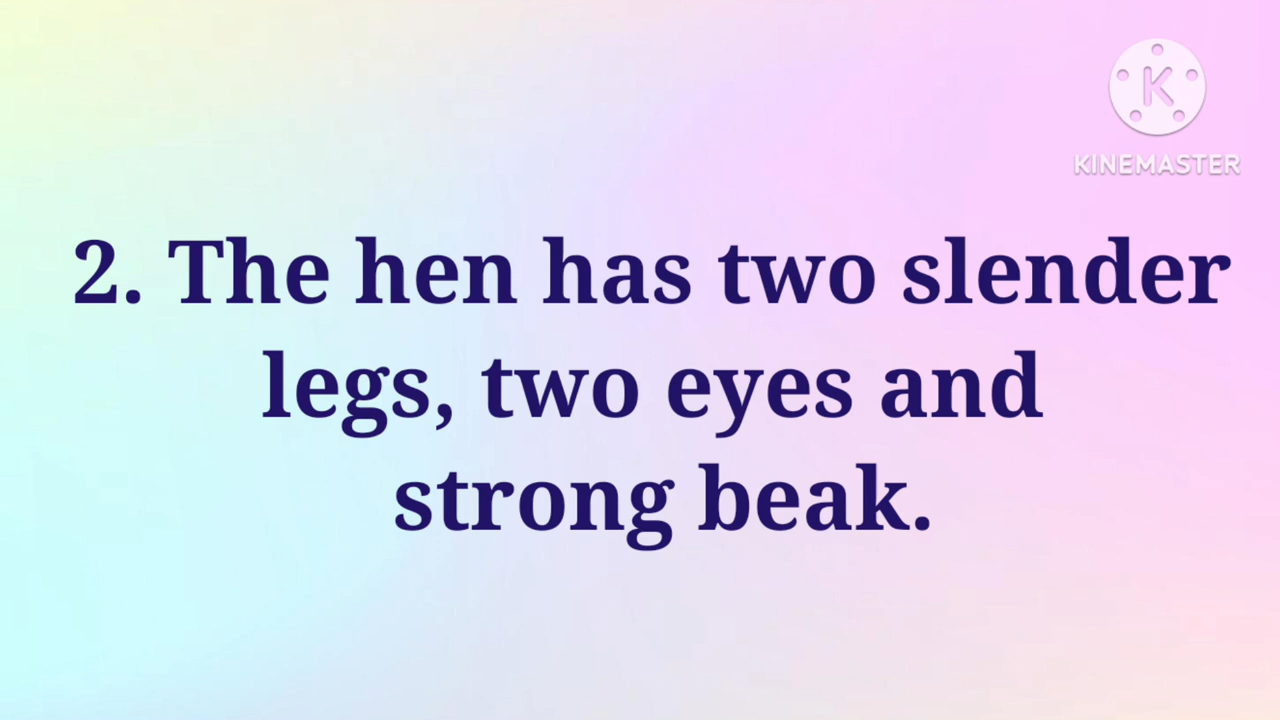 KINEMASTER
2. The hen has two slender
legs, two eyes and
strong beak.